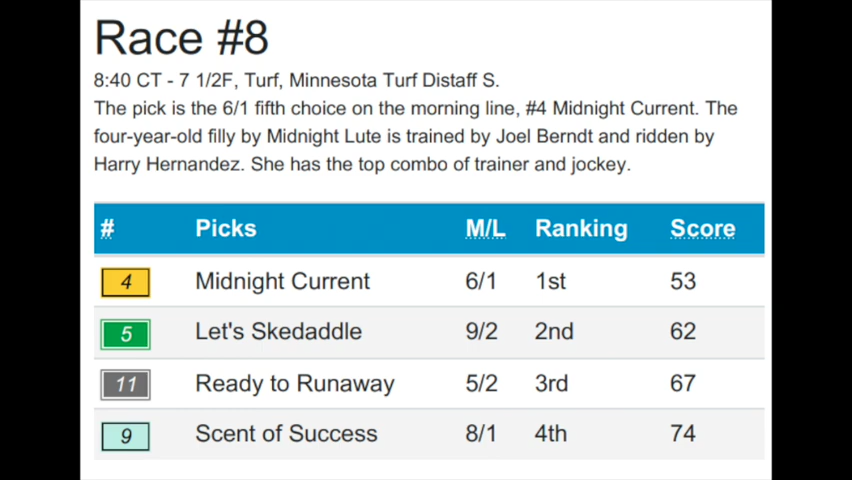 Race #8
8:40 CT - 7 1/2F, Turf, Minnesota Turf Distaff S.
The pick is the 6/1 fifth choice on the morning line, #4 Midnight Current. The
four-year-old filly by Midnight Lute is trained by Joel Berndt and ridden by
Harry Hernandez. She has the top combo of trainer and jockey.
# Picks M/L Ranking Score
4 Midnight Current 6/1 1st 53
5 Let's Skedaddle 9/2 2nd 62
11 Ready to Runaway 5/2 3rd 67
9 Scent of Success 8/1 4th 74